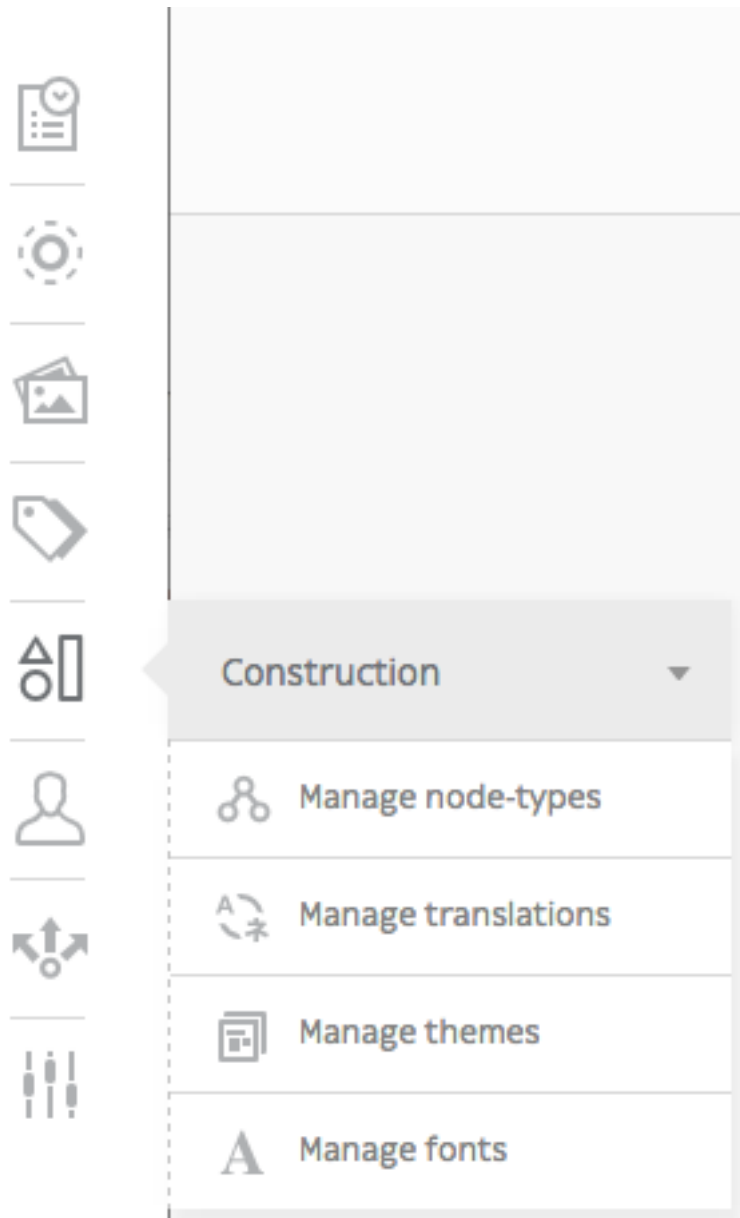 Construction
Manage node-types
Manage translations
Manage themes
Manage fonts